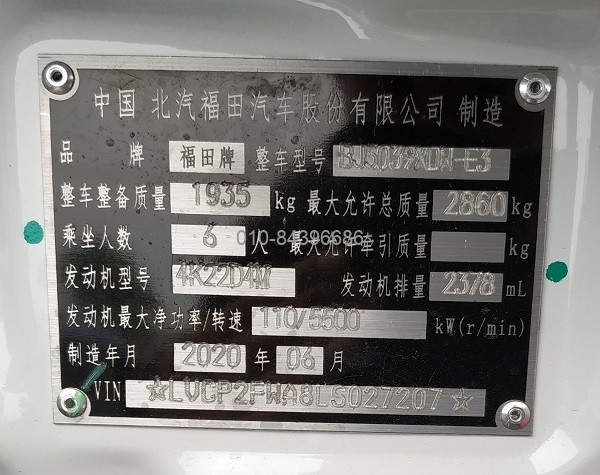 中国 北汽福田汽车股份有限公司 制造
品 牌 福田牌 整车型号 BJ5039XDW-E3
整车整备质量 1935 kg 最大允许总质量 2860 kg
乘坐人数 6 人 最大允许牵引质量 kg
010-84896686
发动机型号 4K22D4M 发动机排量 2378 mL
发动机最大净功率/转速 110/5500 kW(r/min)
制造年月 2020 年 06 月
VIN ☆LVCP2FWA8LS027207☆